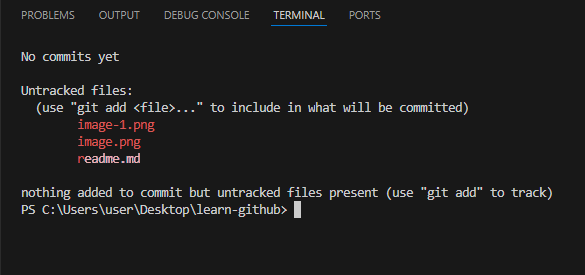 PROBLEMS OUTPUT DEBUG CONSOLE TERMINAL PORTS
No commits yet
Untracked files:
(use "git add <file>..." to include in what will be committed)
image-1.png
image.png
readme.md
nothing added to commit but untracked files present (use "git add" to track)
PS C:\Users\user\Desktop\learn-github>